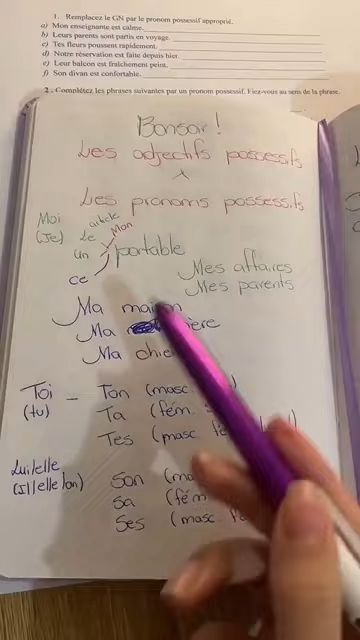 1. Remplacez le GN par le pronom possessif approprié.
a) Mon enseignante est calme.
b) Leurs parents sont partis en voyage.
c) Tes fleurs poussent rapidement.
d) Notre réservation est faite depuis hier.
e) Leur balcon est fraîchement peint.
f) Son divan est confortable.
2. Complétez les phrases suivantes par un pronom possessif. Fiez-vous au sens de la phrase.
Bonsoir!
Les adjectifs possessifs
x
Les pronoms possessifs
Moi article Mon
(Je) Le
un portable
ce
Mes affaires
Mes parents
Ma
Ma
Ma
Toi - Ton (masc.
(tu) Ta (fém.
Tes (masc
Lui/elle Son
(Il/elle/on) Sa (fém
Ses (masc.